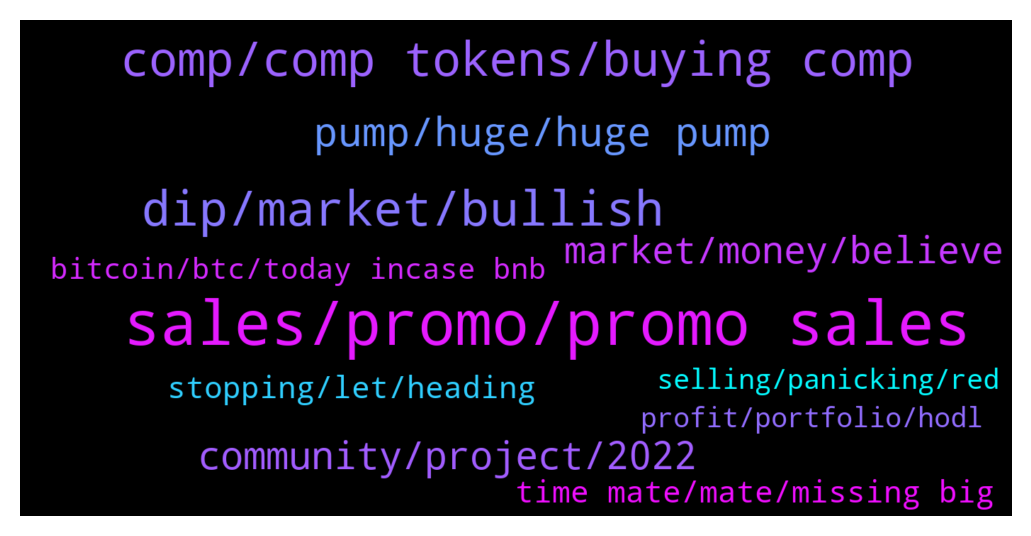 comp/comp tokens/buying comp
pump/huge/huge pump
dip/market/bullish
market/money/believe
bitcoin/btc/today incase bnb
sales/promo/promo sales
stopping/let/heading
selling/panicking/red
profit/portfolio/hodl
community/project/2022
time mate/mate/missing big